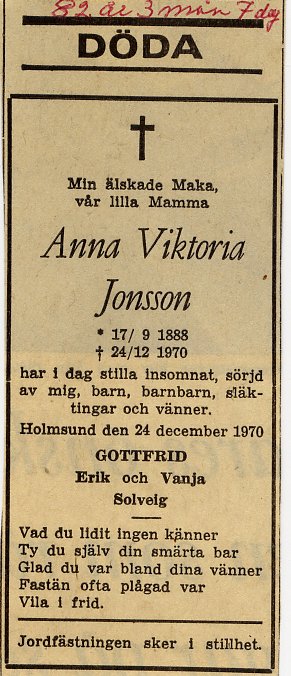 82 år 3 mån 7 dag
DÖDA
†
Min älskade Maka,
vår lilla Mamma
Anna Viktoria
Jonsson
* 17/ 9 1888
† 24/12 1970
har i dag stilla insomnat, sörjd
av mig, barn, barnbarn, släk-
tingar och vänner.
Holmsund den 24 december 1970
GOTTFRID
Erik och Vanja
Solveig
Vad du lidit ingen känner
Ty du själv din smärta bar
Glad du var bland dina vänner
Fastän ofta plågad var
Vila i frid.
Jordfästningen sker i stillhet.